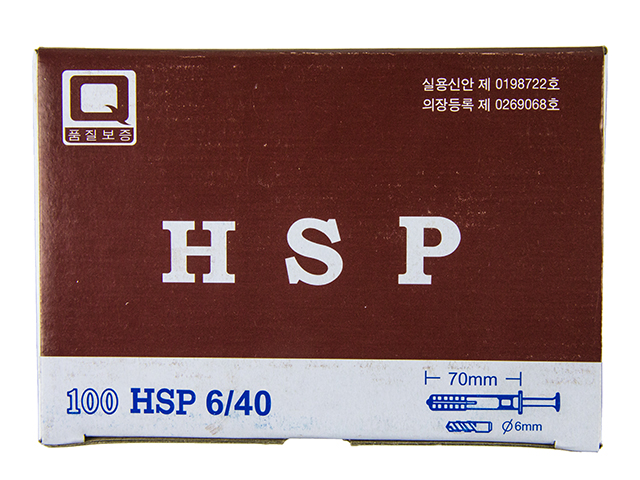 Q
품질보증
실용신안 제 0198722호
의장등록 제 0269068호
H S P
100 HSP 6/40
70mm
Ø6mm